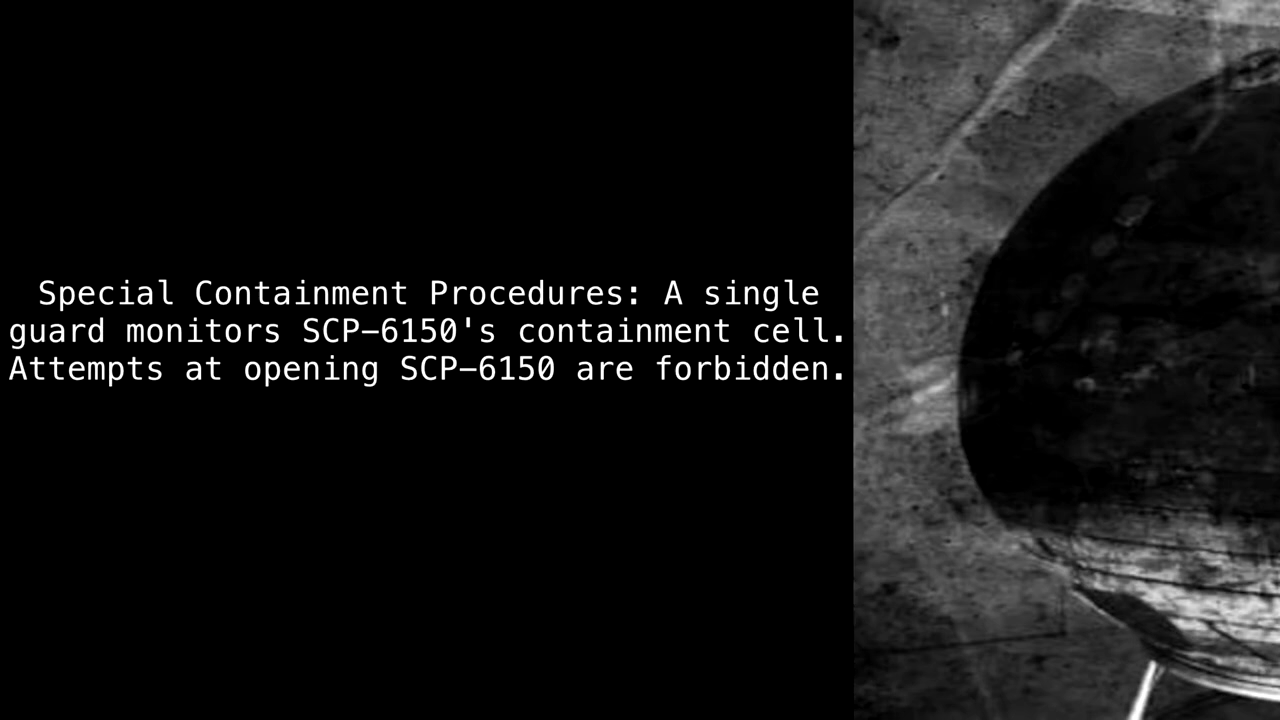 Special Containment Procedures: A single
guard monitors SCP-6150's containment cell.
Attempts at opening SCP-6150 are forbidden.